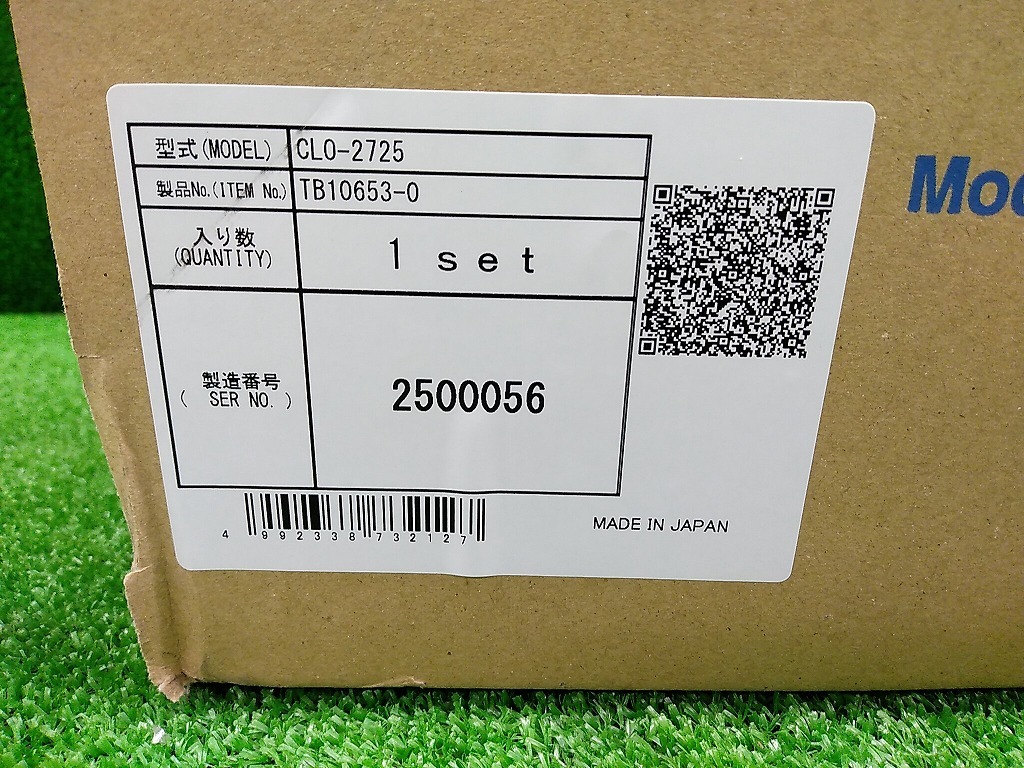 型式(MODEL) CLO-2725
製品No.(ITEM No.) TB10653-0
入り数
(QUANTITY)
1 set
製造番号
( SER NO. )
2500056
4 992338 732127
MADE IN JAPAN